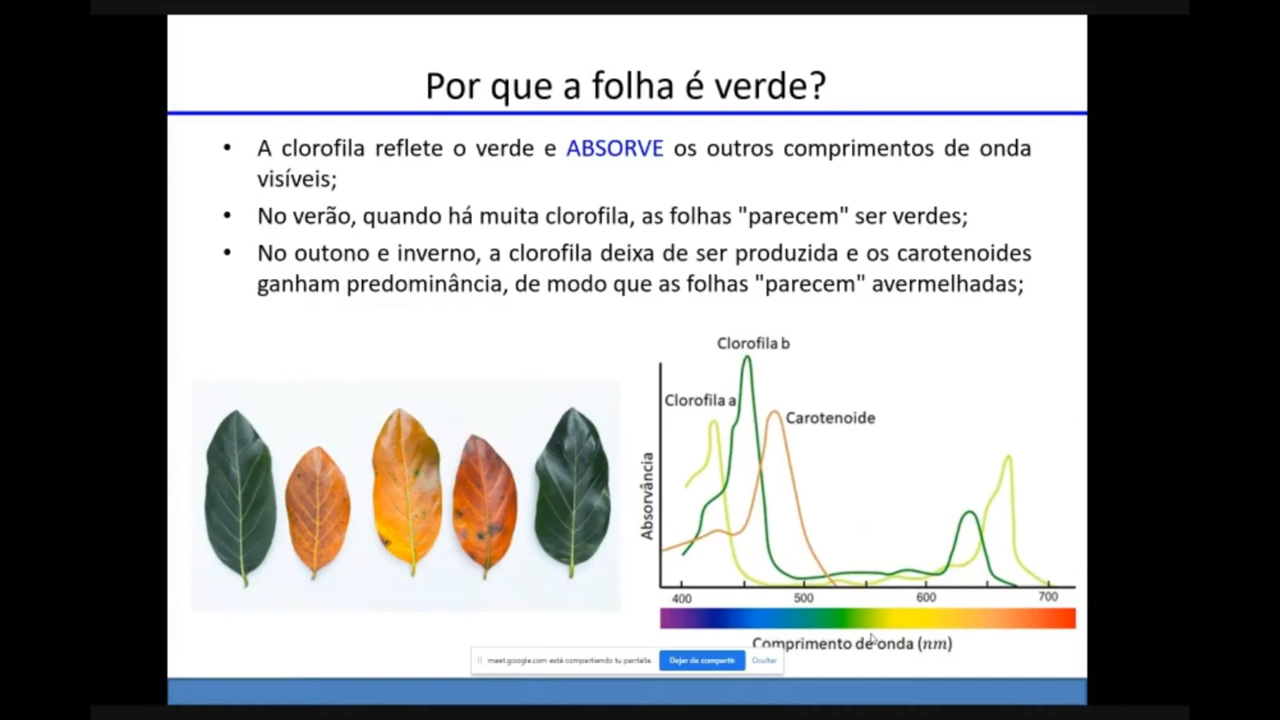 Por que a folha é verde?
• A clorofila reflete o verde e ABSORVE os outros comprimentos de onda
visíveis;
• No verão, quando há muita clorofila, as folhas "parecem" ser verdes;
• No outono e inverno, a clorofila deixa de ser produzida e os carotenoides
ganham predominância, de modo que as folhas "parecem" avermelhadas;
Clorofila b
Clorofila a
Carotenoide
Absorvância
400 500 600 700
Comprimento de onda (nm)
meet.google.com está compartiendo tu pantalla. Dejar de compartir Ocultar